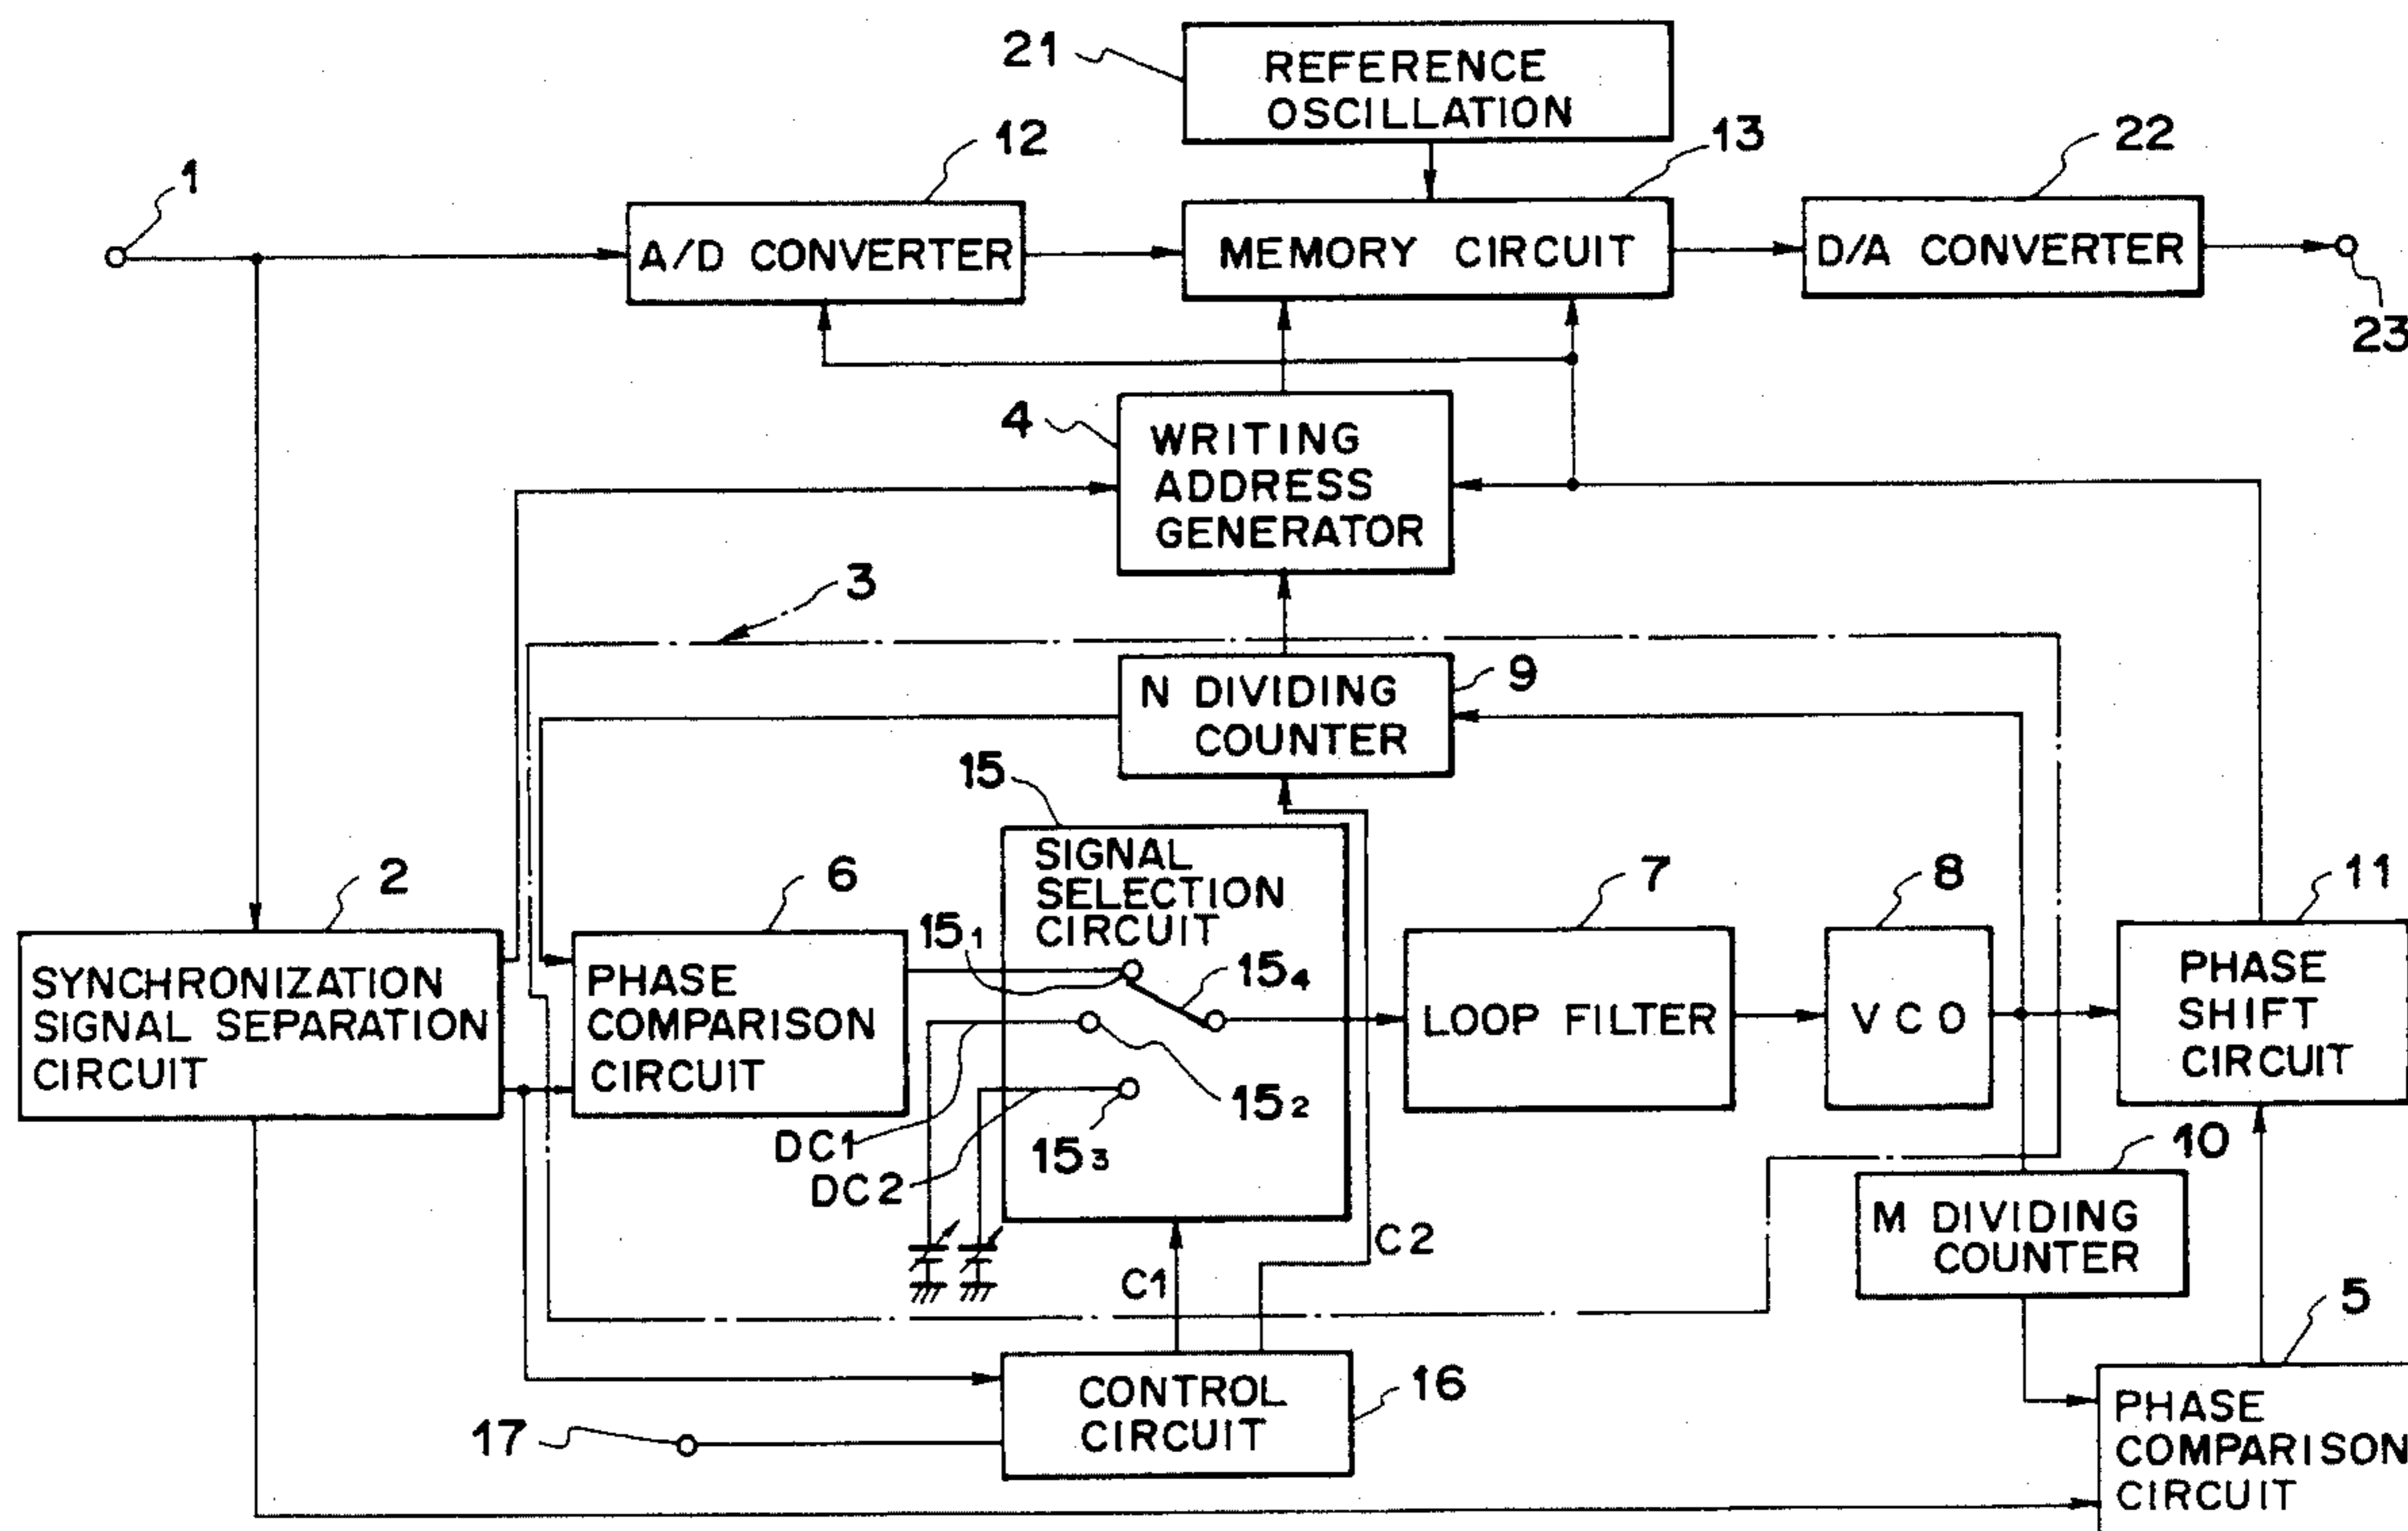 21
REFERENCE
OSCILLATION
1
12
13
22
A/D CONVERTER
MEMORY CIRCUIT
D/A CONVERTER
23
4
WRITING
ADDRESS
GENERATOR
3
N DIVIDING
COUNTER
9
15
SIGNAL
SELECTION
CIRCUIT
2
SYNCHRONIZATION
SIGNAL SEPARATION
CIRCUIT
6
PHASE
COMPARISON
CIRCUIT
15₁
15₄
15₂
15₃
DC1
DC2
7
LOOP FILTER
8
VCO
11
PHASE
SHIFT
CIRCUIT
10
M DIVIDING
COUNTER
C1
C2
CONTROL
CIRCUIT
16
17
5
PHASE
COMPARISON
CIRCUIT